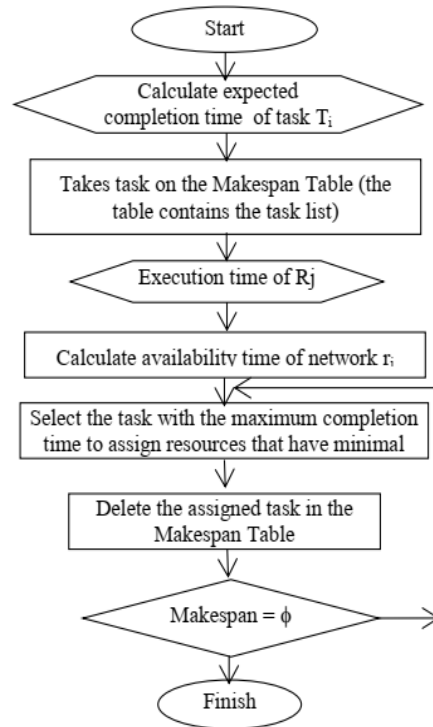 Start
Calculate expected
completion time of task Ti
Takes task on the Makespan Table (the
table contains the task list)
Execution time of Rj
Calculate availability time of network ri
Select the task with the maximum completion
time to assign resources that have minimal
Delete the assigned task in the
Makespan Table
Makespan = ϕ
Finish